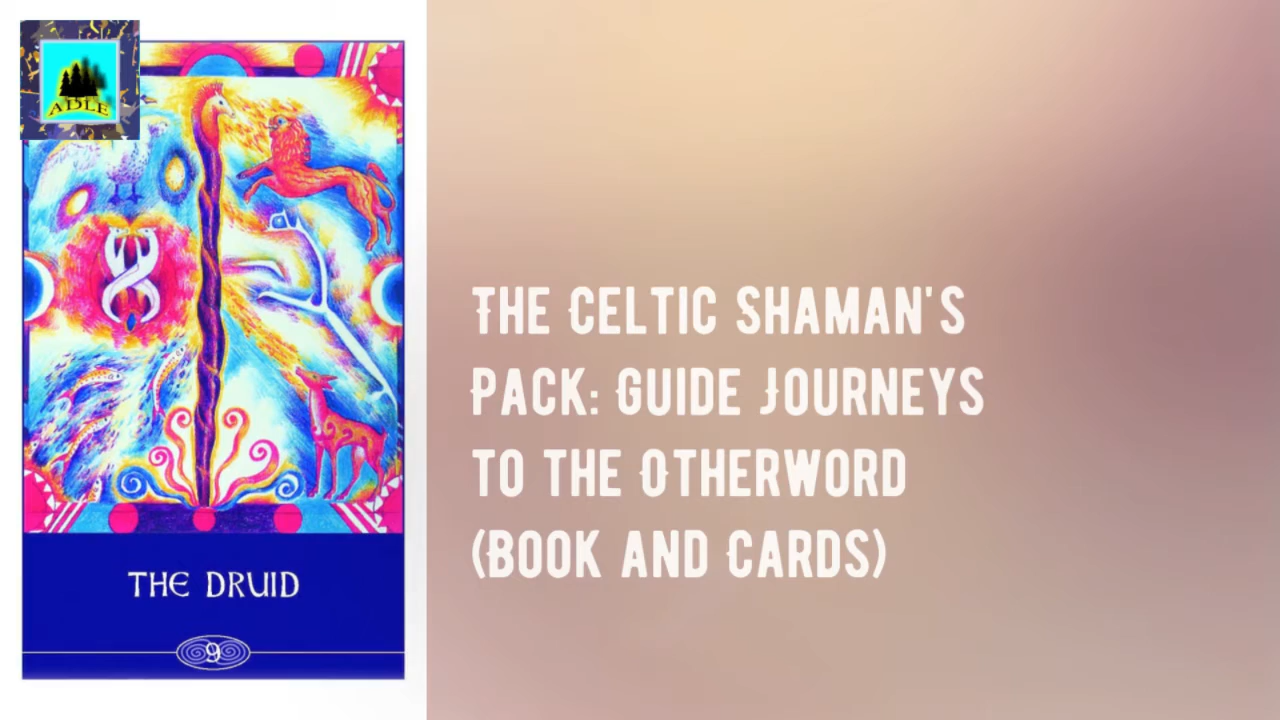 ADLE
THE DRUID
9
THE CELTIC SHAMAN'S
PACK: GUIDE JOURNEYS
TO THE OTHERWORD
(BOOK AND CARDS)